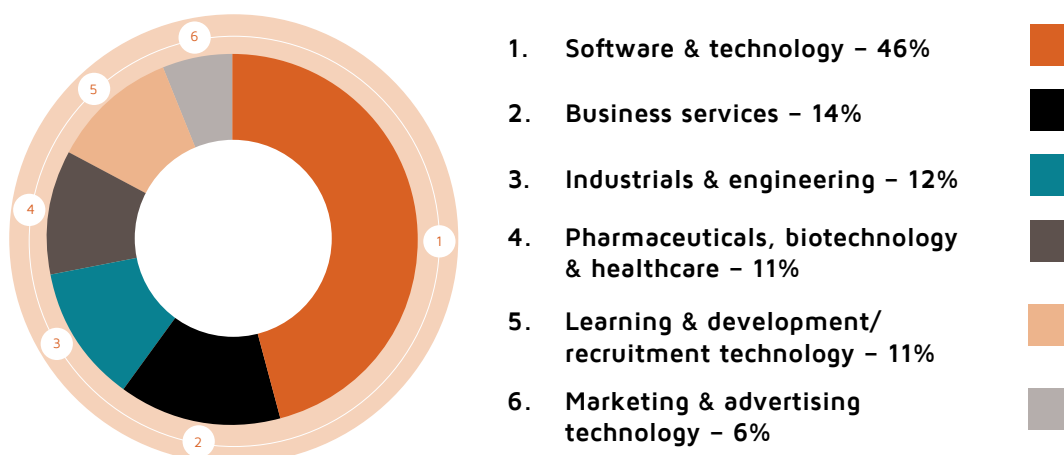 6
5
4
3
2
1
1. Software & technology – 46%
2. Business services – 14%
3. Industrials & engineering – 12%
4. Pharmaceuticals, biotechnology
& healthcare – 11%
5. Learning & development/
recruitment technology – 11%
6. Marketing & advertising
technology – 6%